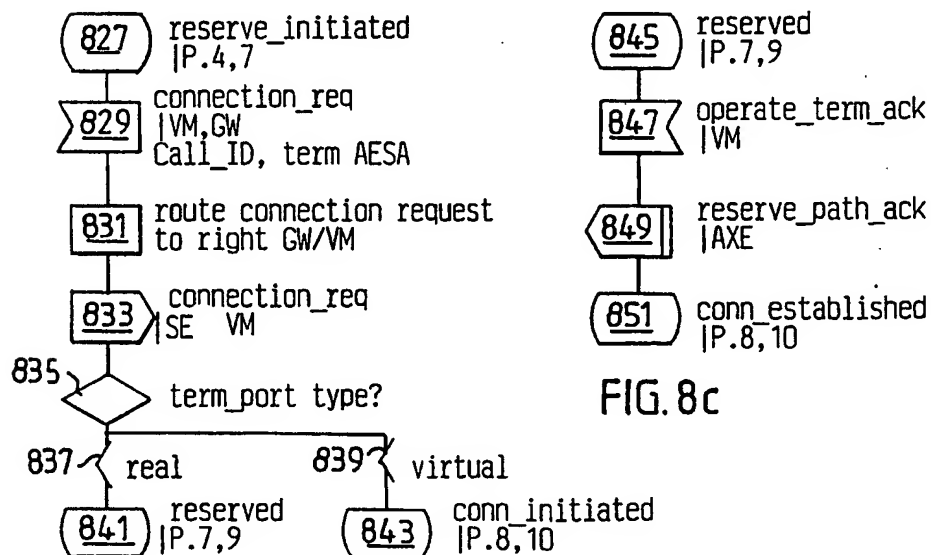 827 reserve_initiated
|P.4,7
829 connection_req
|VM,GW
Call_ID, term AESA
831 route connection request
to right GW/VM
833 connection_req
|SE VM
835 term_port type?
837 real
839 virtual
841 reserved
|P.7,9
843 conn_initiated
|P.8,10
845 reserved
|P.7,9
847 operate_term_ack
|VM
849 reserve_path_ack
|AXE
851 conn_established
|P.8,10
FIG. 8c